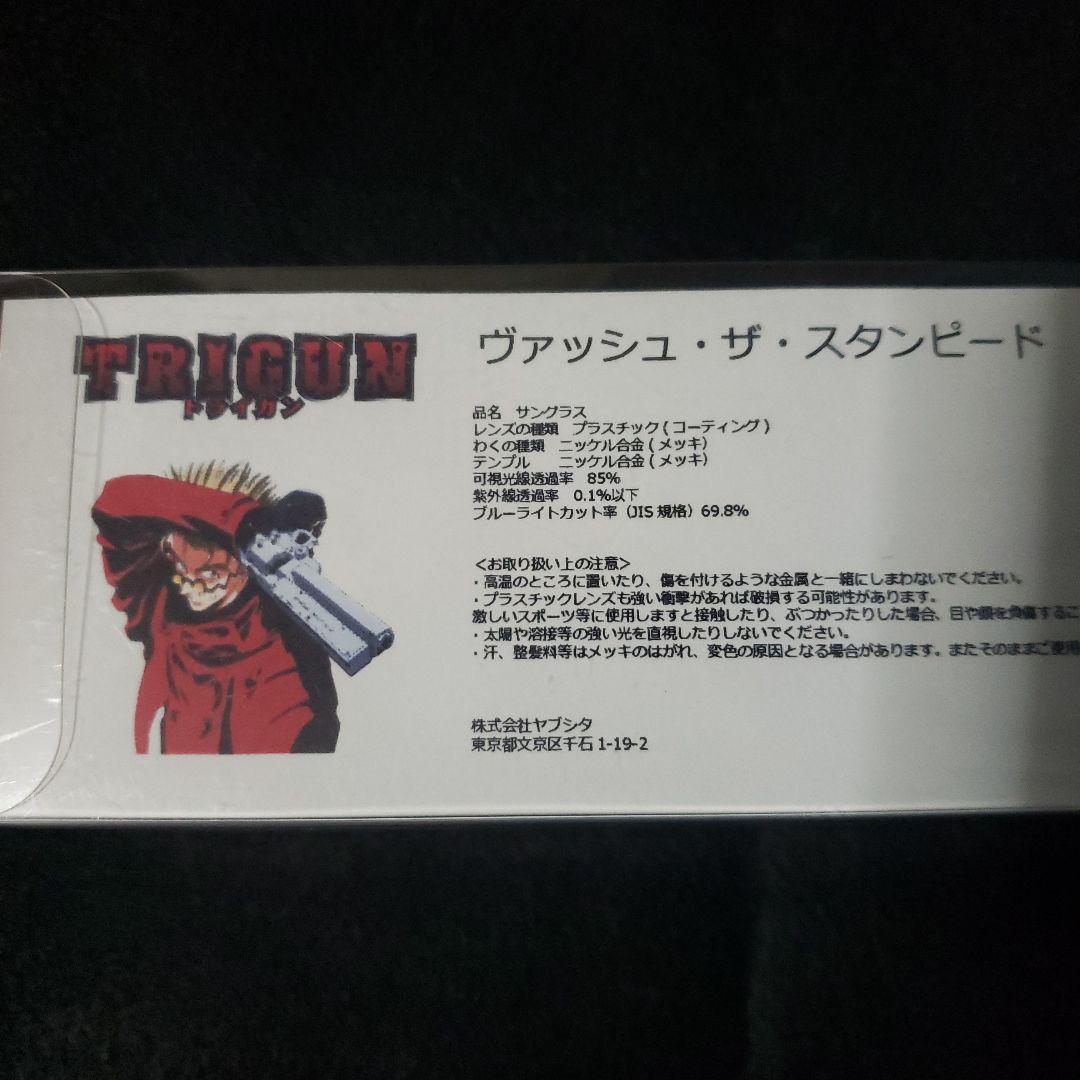 TRIGUN
トライガン
ヴァッシュ・ザ・スタンピード
品名　サングラス
レンズの種類　プラスチック(コーティング)
わくの種類　ニッケル合金(メッキ)
テンプル　　ニッケル合金(メッキ)
可視光線透過率　85%
紫外線透過率　0.1%以下
ブルーライトカット率（JIS 規格）69.8%
＜お取り扱い上の注意＞
・高温のところに置いたり、傷を付けるような金属と一緒にしまわないでください。
・プラスチックレンズも強い衝撃があれば破損する可能性があります。
激しいスポーツ等に使用しますと接触したり、ぶつかったりした場合、目や顔を負傷するこ
・太陽や溶接等の強い光を直視したりしないでください。
・汗、整髪料等はメッキのはがれ、変色の原因となる場合があります。またそのままご使用
株式会社ヤブシタ
東京都文京区千石 1-19-2